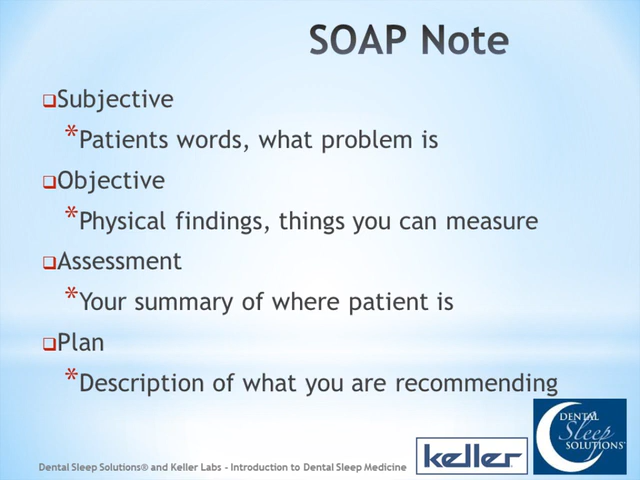 SOAP Note
❑Subjective
*Patients words, what problem is
❑Objective
*Physical findings, things you can measure
❑Assessment
*Your summary of where patient is
❑Plan
*Description of what you are recommending
DENTAL
Sleep
SOLUTIONS
keller
Dental Sleep Solutions® and Keller Labs - Introduction to Dental Sleep Medicine